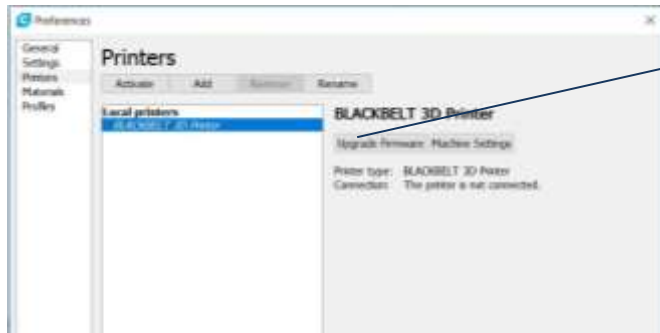 Preferences
General
Settings
Printers
Materials
Profiles
Printers
Activate Add Remove Rename
Local printers
BLACKBELT 3D Printer
BLACKBELT 3D Printer
Upgrade Firmware Machine Settings
Printer type: BLACKBELT 3D Printer
Connection: The printer is not connected.